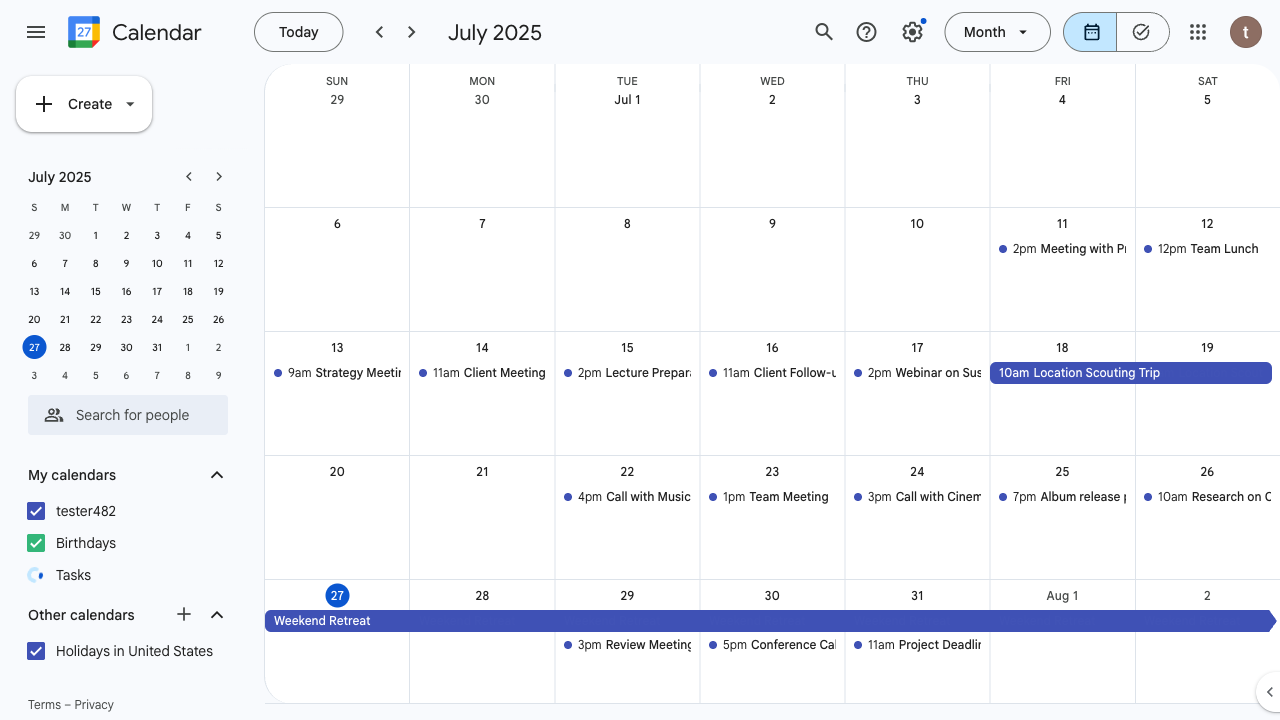 27 Calendar Today July 2025 Month t
Create
July 2025
S M T W T F S
29 30 1 2 3 4 5
6 7 8 9 10 11 12
13 14 15 16 17 18 19
20 21 22 23 24 25 26
27 28 29 30 31 1 2
3 4 5 6 7 8 9
Search for people
My calendars
tester482
Birthdays
Tasks
Other calendars
Holidays in United States
Terms – Privacy
SUN MON TUE WED THU FRI SAT
29 30 Jul 1 2 3 4 5
6 7 8 9 10 11 12
2pm Meeting with Pr 12pm Team Lunch
13 14 15 16 17 18 19
9am Strategy Meetin 11am Client Meeting 2pm Lecture Prepara 11am Client Follow-u 2pm Webinar on Sus 10am Location Scouting Trip
20 21 22 23 24 25 26
4pm Call with Music 1pm Team Meeting 3pm Call with Cinem 7pm Album release p 10am Research on C
27 28 29 30 31 Aug 1 2
Weekend Retreat
3pm Review Meeting 5pm Conference Cal 11am Project Deadlin